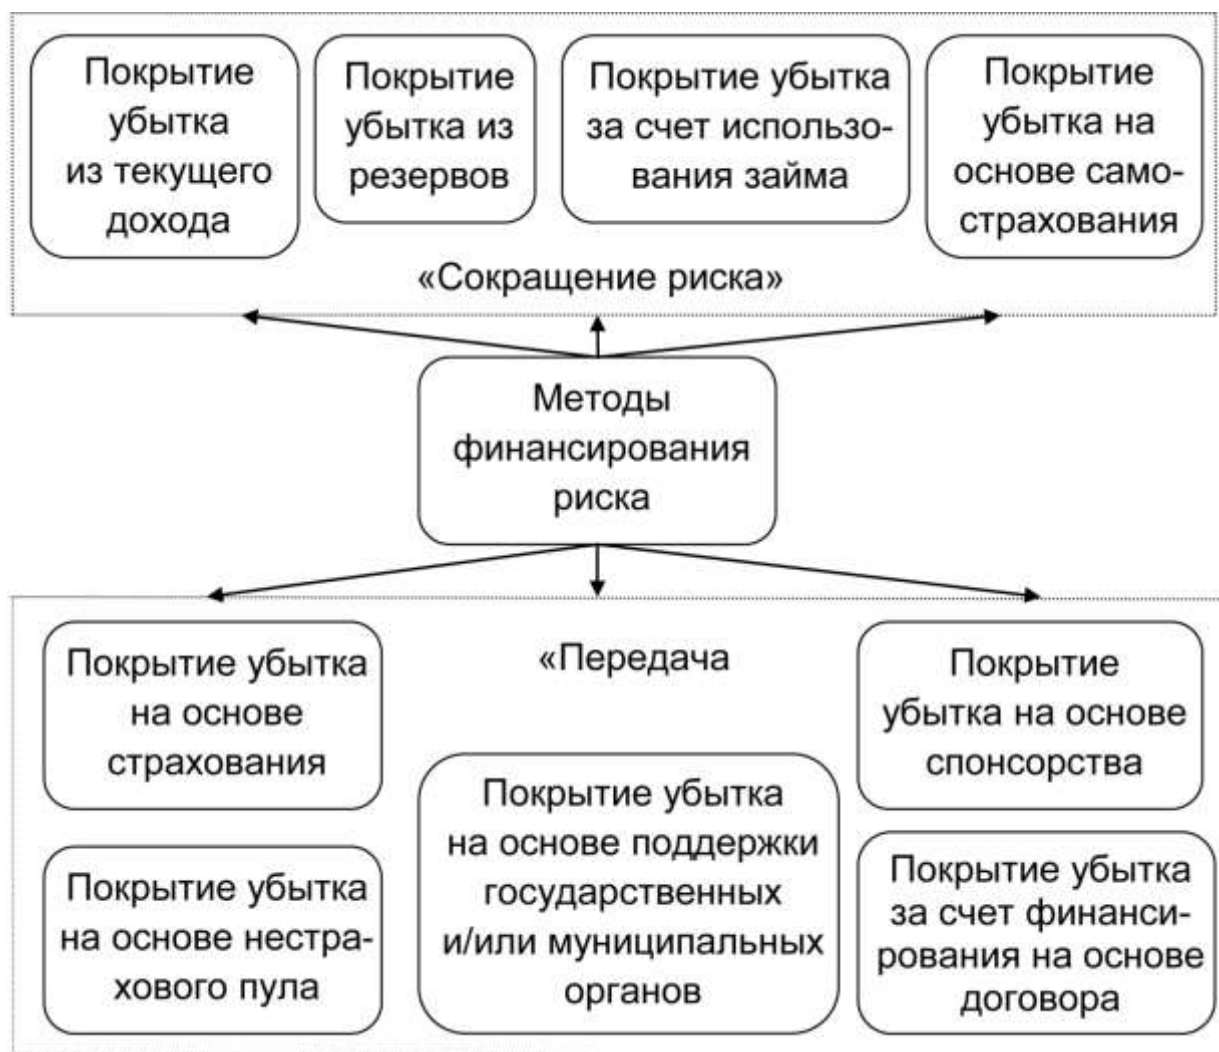 Покрытие
убытка
из текущего
дохода
Покрытие
убытка из
резервов
Покрытие убытка
за счет использо-
вания займа
Покрытие
убытка на
основе само-
страхования
«Сокращение риска»
Методы
финансирования
риска
Покрытие убытка
на основе
страхования
«Передача
Покрытие
убытка на основе
спонсорства
Покрытие убытка
на основе нестра-
хового пула
Покрытие убытка
на основе поддержки
государственных
и/или муниципальных
органов
Покрытие убытка
за счет финанси-
рования на основе
договора